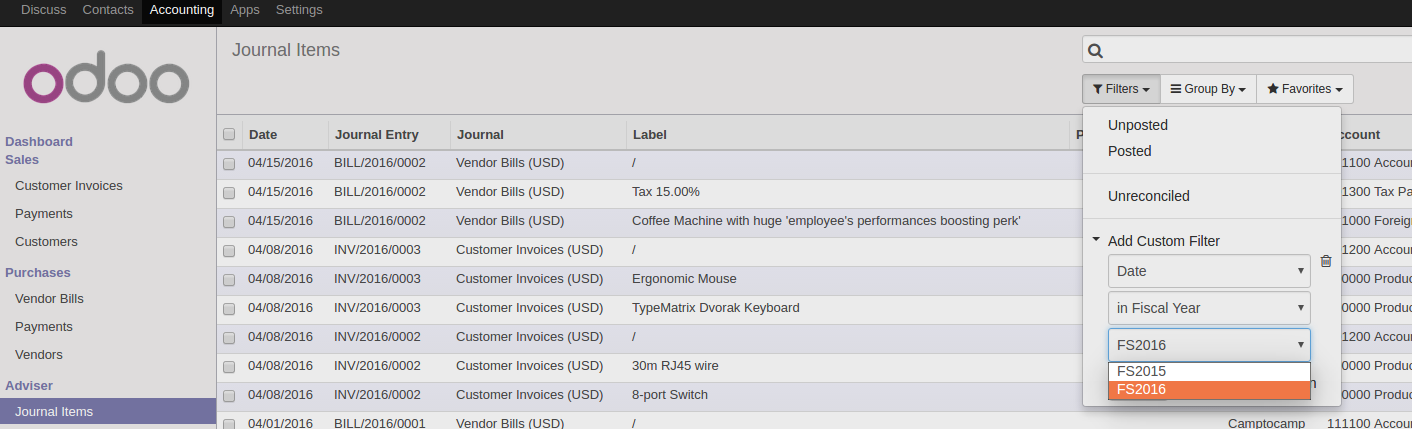 Discuss Contacts Accounting Apps Settings
odoo
Journal Items
Filters Group By Favorites
Dashboard
Sales
Customer Invoices
Payments
Customers
Purchases
Vendor Bills
Payments
Vendors
Adviser
Journal Items
Date Journal Entry Journal Label P ccount
04/15/2016 BILL/2016/0002 Vendor Bills (USD) / 1100 Accou
04/15/2016 BILL/2016/0002 Vendor Bills (USD) Tax 15.00% 1300 Tax Pa
04/15/2016 BILL/2016/0002 Vendor Bills (USD) Coffee Machine with huge 'employee's performances boosting perk' 1000 Foreig
04/08/2016 INV/2016/0003 Customer Invoices (USD) / 1200 Accou
04/08/2016 INV/2016/0003 Customer Invoices (USD) Ergonomic Mouse 0000 Produc
04/08/2016 INV/2016/0003 Customer Invoices (USD) TypeMatrix Dvorak Keyboard 0000 Produc
04/08/2016 INV/2016/0002 Customer Invoices (USD) / 1200 Accou
04/08/2016 INV/2016/0002 Customer Invoices (USD) 30m RJ45 wire 0000 Produc
04/08/2016 INV/2016/0002 Customer Invoices (USD) 8-port Switch 0000 Produc
04/01/2016 BILL/2016/0001 Vendor Bills (USD) / Camptocamp 111100 Accou
Unposted
Posted
Unreconciled
Add Custom Filter
Date
in Fiscal Year
FS2016
FS2015
FS2016